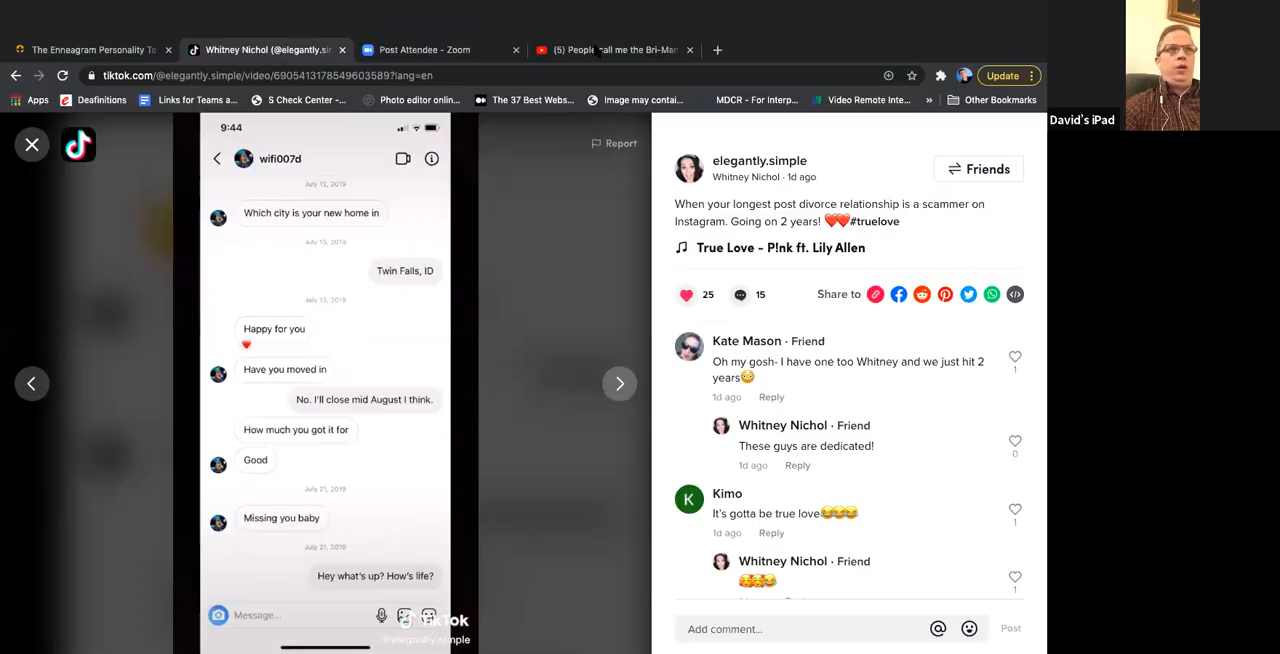 The Enneagram Personality Te
Whitney Nichol (@elegantly.sir
Post Attendee - Zoom
(5) People call me the Bri-Man
tiktok.com/@elegantly.simple/video/6905413178549603589?lang=en
Update
Apps
Deafinitions
Links for Teams a...
S Check Center -...
Photo editor onlin...
The 37 Best Webs...
Image may contai...
MDCR - For Interp...
Video Remote Inte...
»
Other Bookmarks
David's iPad
9:44
wifi007d
Report
July 12, 2019
Which city is your new home in
July 13, 2019
Twin Falls, ID
July 13, 2019
Happy for you
❤
Have you moved in
No. I'll close mid August I think.
How much you got it for
Good
July 21, 2019
Missing you baby
July 21, 2019
Hey what's up? How's life?
Message...
TikTok
@elegantly.simple
elegantly.simple
Whitney Nichol · 1d ago
Friends
When your longest post divorce relationship is a scammer on
Instagram. Going on 2 years! ❤❤#truelove
True Love - P!nk ft. Lily Allen
25
15
Share to
Kate Mason · Friend
Oh my gosh- I have one too Whitney and we just hit 2
years😳
1
1d ago Reply
Whitney Nichol · Friend
These guys are dedicated!
0
1d ago Reply
K
Kimo
It's gotta be true love😂😂😂
1
1d ago Reply
Whitney Nichol · Friend
🥰🥰😂
1
Add comment...
@
Post